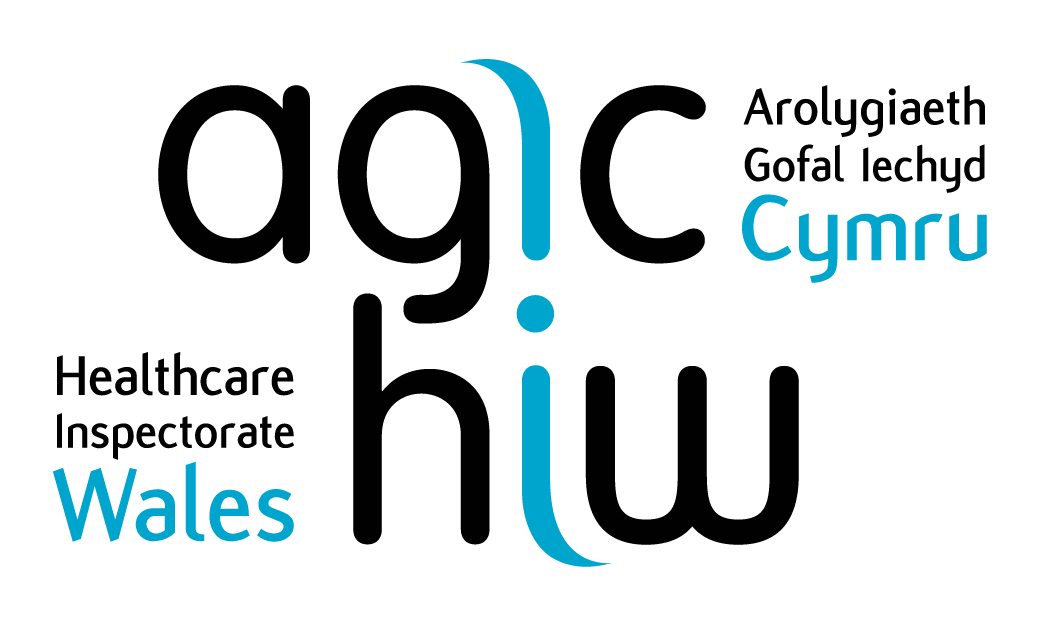 agic
Arolygiaeth
Gofal Iechyd
Cymru
Healthcare
Inspectorate
Wales
hiw